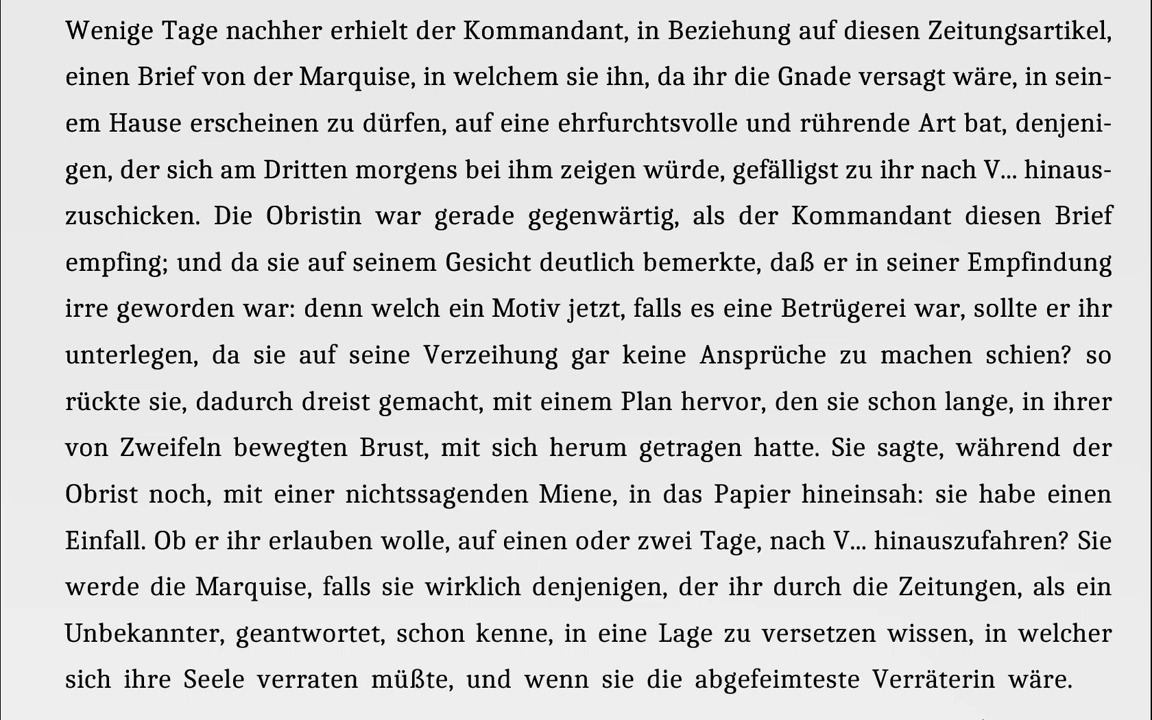 Wenige Tage nachher erhielt der Kommandant, in Beziehung auf diesen Zeitungsartikel,
einen Brief von der Marquise, in welchem sie ihn, da ihr die Gnade versagt wäre, in sein-
em Hause erscheinen zu dürfen, auf eine ehrfurchtsvolle und rührende Art bat, denjeni-
gen, der sich am Dritten morgens bei ihm zeigen würde, gefälligst zu ihr nach V... hinaus-
zuschicken. Die Obristin war gerade gegenwärtig, als der Kommandant diesen Brief
empfing; und da sie auf seinem Gesicht deutlich bemerkte, daß er in seiner Empfindung
irre geworden war: denn welch ein Motiv jetzt, falls es eine Betrügerei war, sollte er ihr
unterlegen, da sie auf seine Verzeihung gar keine Ansprüche zu machen schien? so
rückte sie, dadurch dreist gemacht, mit einem Plan hervor, den sie schon lange, in ihrer
von Zweifeln bewegten Brust, mit sich herum getragen hatte. Sie sagte, während der
Obrist noch, mit einer nichtssagenden Miene, in das Papier hineinsah: sie habe einen
Einfall. Ob er ihr erlauben wolle, auf einen oder zwei Tage, nach V... hinauszufahren? Sie
werde die Marquise, falls sie wirklich denjenigen, der ihr durch die Zeitungen, als ein
Unbekannter, geantwortet, schon kenne, in eine Lage zu versetzen wissen, in welcher
sich ihre Seele verraten müßte, und wenn sie die abgefeimteste Verräterin wäre.